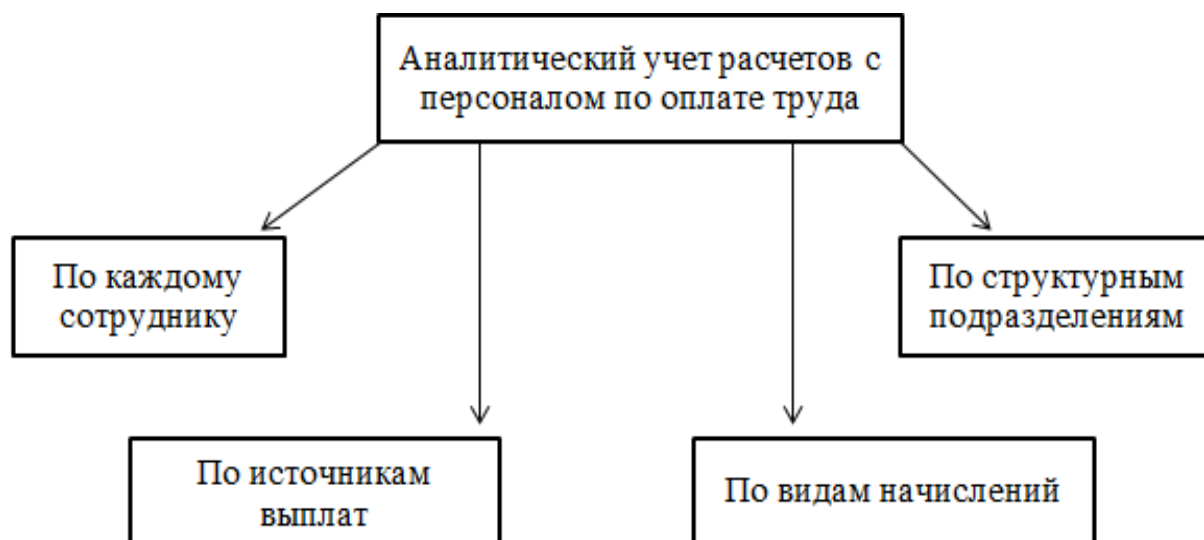 Аналитический учет расчетов с
персоналом по оплате труда
По каждому
сотруднику
По структурным
подразделениям
По источникам
выплат
По видам начислений